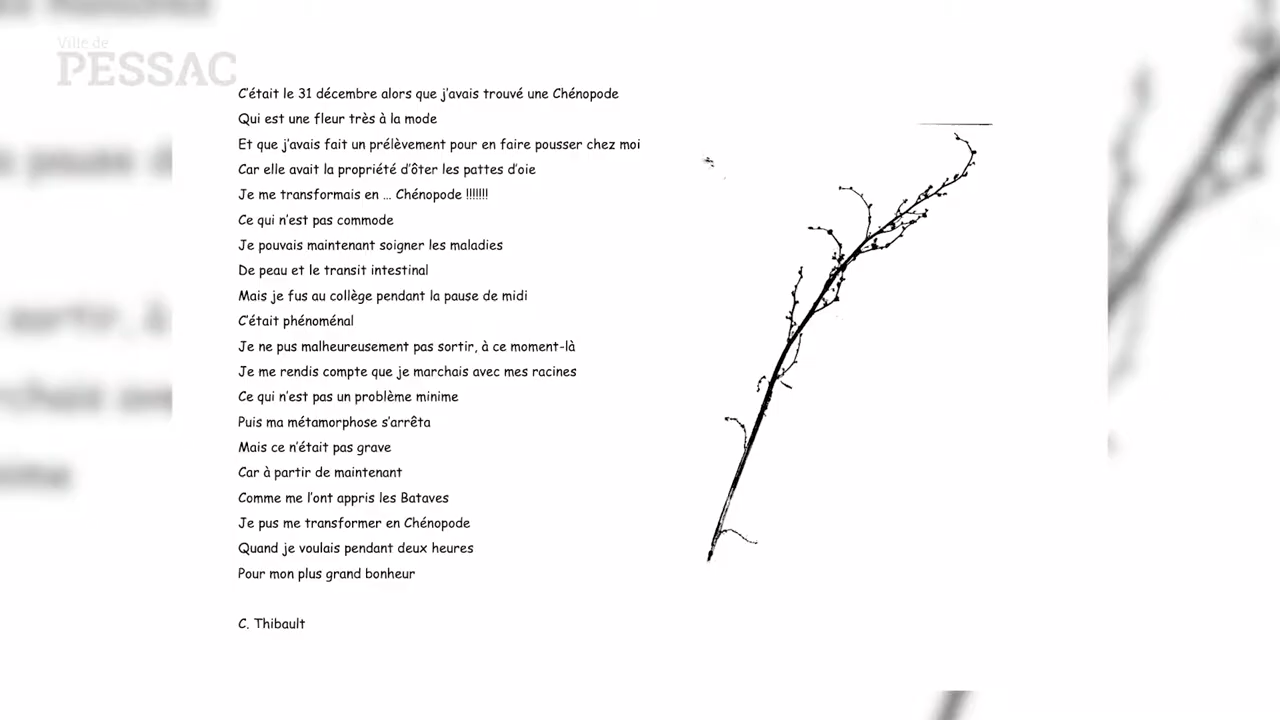 Ville de
PESSAC
C'était le 31 décembre alors que j'avais trouvé une Chénopode
Qui est une fleur très à la mode
Et que j'avais fait un prélèvement pour en faire pousser chez moi
Car elle avait la propriété d'ôter les pattes d'oie
Je me transformais en ... Chénopode !!!!!!!
Ce qui n'est pas commode
Je pouvais maintenant soigner les maladies
De peau et le transit intestinal
Mais je fus au collège pendant la pause de midi
C'était phénoménal
Je ne pus malheureusement pas sortir, à ce moment-là
Je me rendis compte que je marchais avec mes racines
Ce qui n'est pas un problème minime
Puis ma métamorphose s'arrêta
Mais ce n'était pas grave
Car à partir de maintenant
Comme me l'ont appris les Bataves
Je pus me transformer en Chénopode
Quand je voulais pendant deux heures
Pour mon plus grand bonheur
C. Thibault